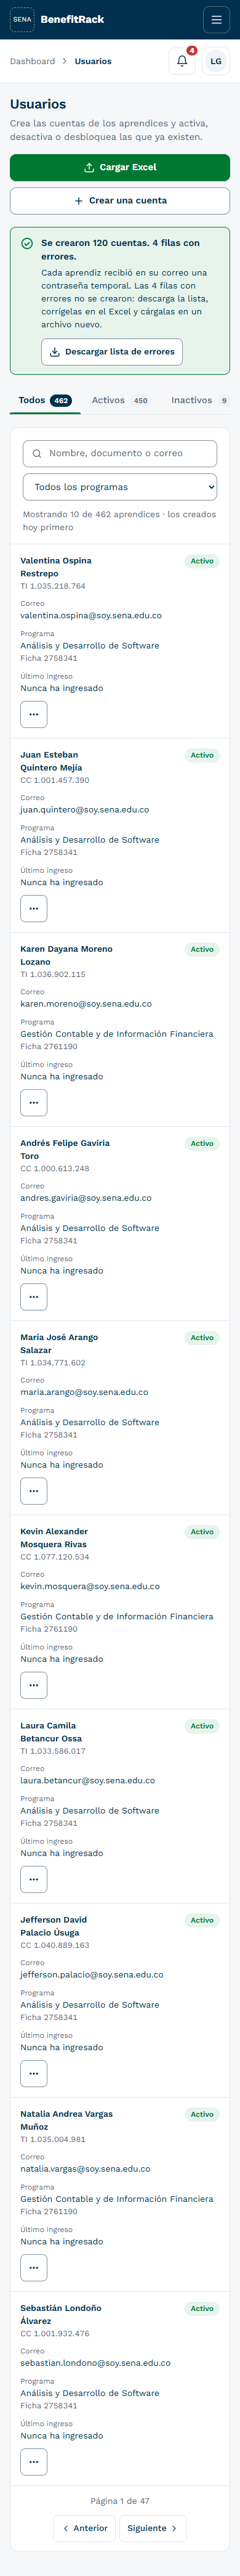 SENA
BenefitRack
Dashboard > Usuarios
4
LG
Usuarios
Crea las cuentas de los aprendices y activa,
desactiva o desbloquea las que ya existen.
Cargar Excel
+ Crear una cuenta
Se crearon 120 cuentas. 4 filas con
errores.
Cada aprendiz recibió en su correo una
contraseña temporal. Las 4 filas con
errores no se crearon: descarga la lista,
corrígelas en el Excel y cárgalas en un
archivo nuevo.
Descargar lista de errores
Todos 462 Activos 450 Inactivos 9
Nombre, documento o correo
Todos los programas
Mostrando 10 de 462 aprendices · los creados
hoy primero
Valentina Ospina
Restrepo
Activo
TI 1.035.218.764
Correo
valentina.ospina@soy.sena.edu.co
Programa
Análisis y Desarrollo de Software
Ficha 2758341
Último ingreso
Nunca ha ingresado
Juan Esteban
Quintero Mejía
Activo
CC 1.001.457.390
Correo
juan.quintero@soy.sena.edu.co
Programa
Análisis y Desarrollo de Software
Ficha 2758341
Último ingreso
Nunca ha ingresado
Karen Dayana Moreno
Lozano
Activo
TI 1.036.902.115
Correo
karen.moreno@soy.sena.edu.co
Programa
Gestión Contable y de Información Financiera
Ficha 2761190
Último ingreso
Nunca ha ingresado
Andrés Felipe Gaviria
Toro
Activo
CC 1.000.613.248
Correo
andres.gaviria@soy.sena.edu.co
Programa
Análisis y Desarrollo de Software
Ficha 2758341
Último ingreso
Nunca ha ingresado
María José Arango
Salazar
Activo
TI 1.034.771.602
Correo
maria.arango@soy.sena.edu.co
Programa
Análisis y Desarrollo de Software
Ficha 2758341
Último ingreso
Nunca ha ingresado
Kevin Alexander
Mosquera Rivas
Activo
CC 1.077.120.534
Correo
kevin.mosquera@soy.sena.edu.co
Programa
Gestión Contable y de Información Financiera
Ficha 2761190
Último ingreso
Nunca ha ingresado
Laura Camila
Betancur Ossa
Activo
TI 1.033.586.017
Correo
laura.betancur@soy.sena.edu.co
Programa
Análisis y Desarrollo de Software
Ficha 2758341
Último ingreso
Nunca ha ingresado
Jefferson David
Palacio Úsuga
Activo
CC 1.040.889.163
Correo
jefferson.palacio@soy.sena.edu.co
Programa
Análisis y Desarrollo de Software
Ficha 2758341
Último ingreso
Nunca ha ingresado
Natalia Andrea Vargas
Muñoz
Activo
TI 1.035.004.981
Correo
natalia.vargas@soy.sena.edu.co
Programa
Gestión Contable y de Información Financiera
Ficha 2761190
Último ingreso
Nunca ha ingresado
Sebastián Londoño
Álvarez
Activo
CC 1.001.932.476
Correo
sebastian.londono@soy.sena.edu.co
Programa
Análisis y Desarrollo de Software
Ficha 2758341
Último ingreso
Nunca ha ingresado
Página 1 de 47
Anterior Siguiente